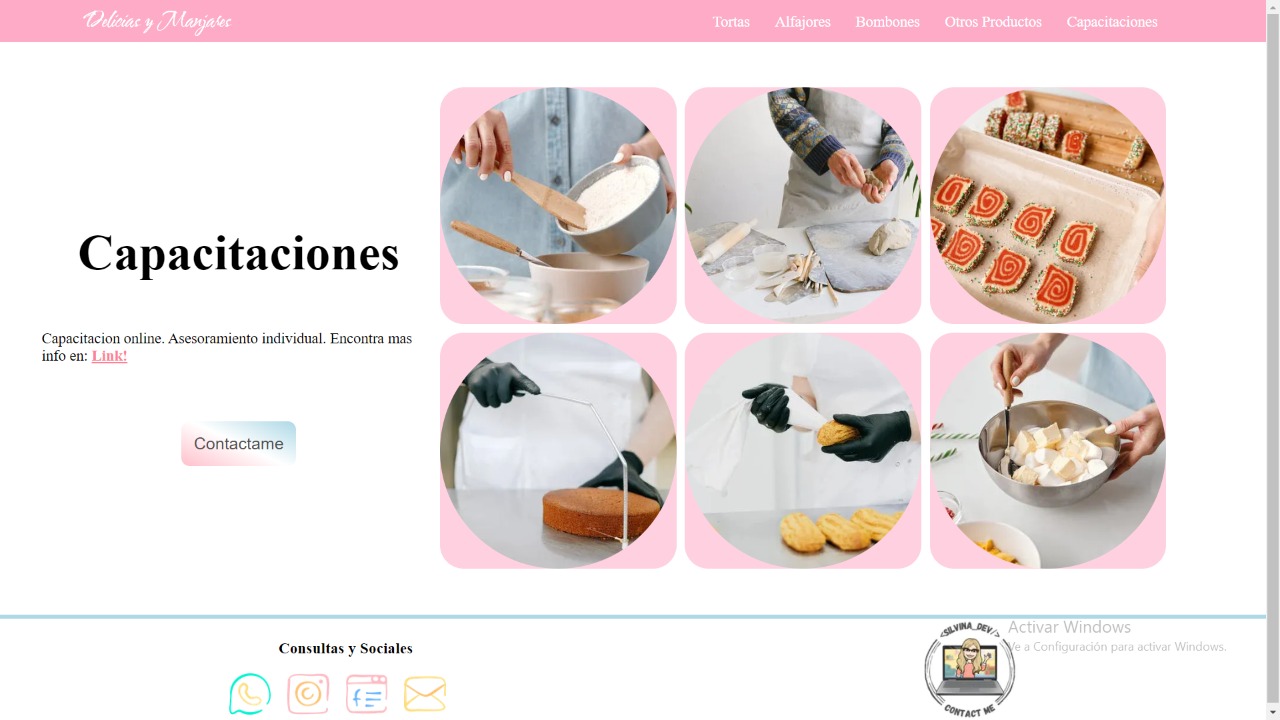 Delicias y Manjares
Tortas Alfajores Bombones Otros Productos Capacitaciones
Capacitaciones
Capacitacion online. Asesoramiento individual. Encontra mas
info en: Link!
Contactame
Consultas y Sociales
<SILVINA_DEV/>
CONTACT ME
Activar Windows
Ve a Configuración para activar Windows.